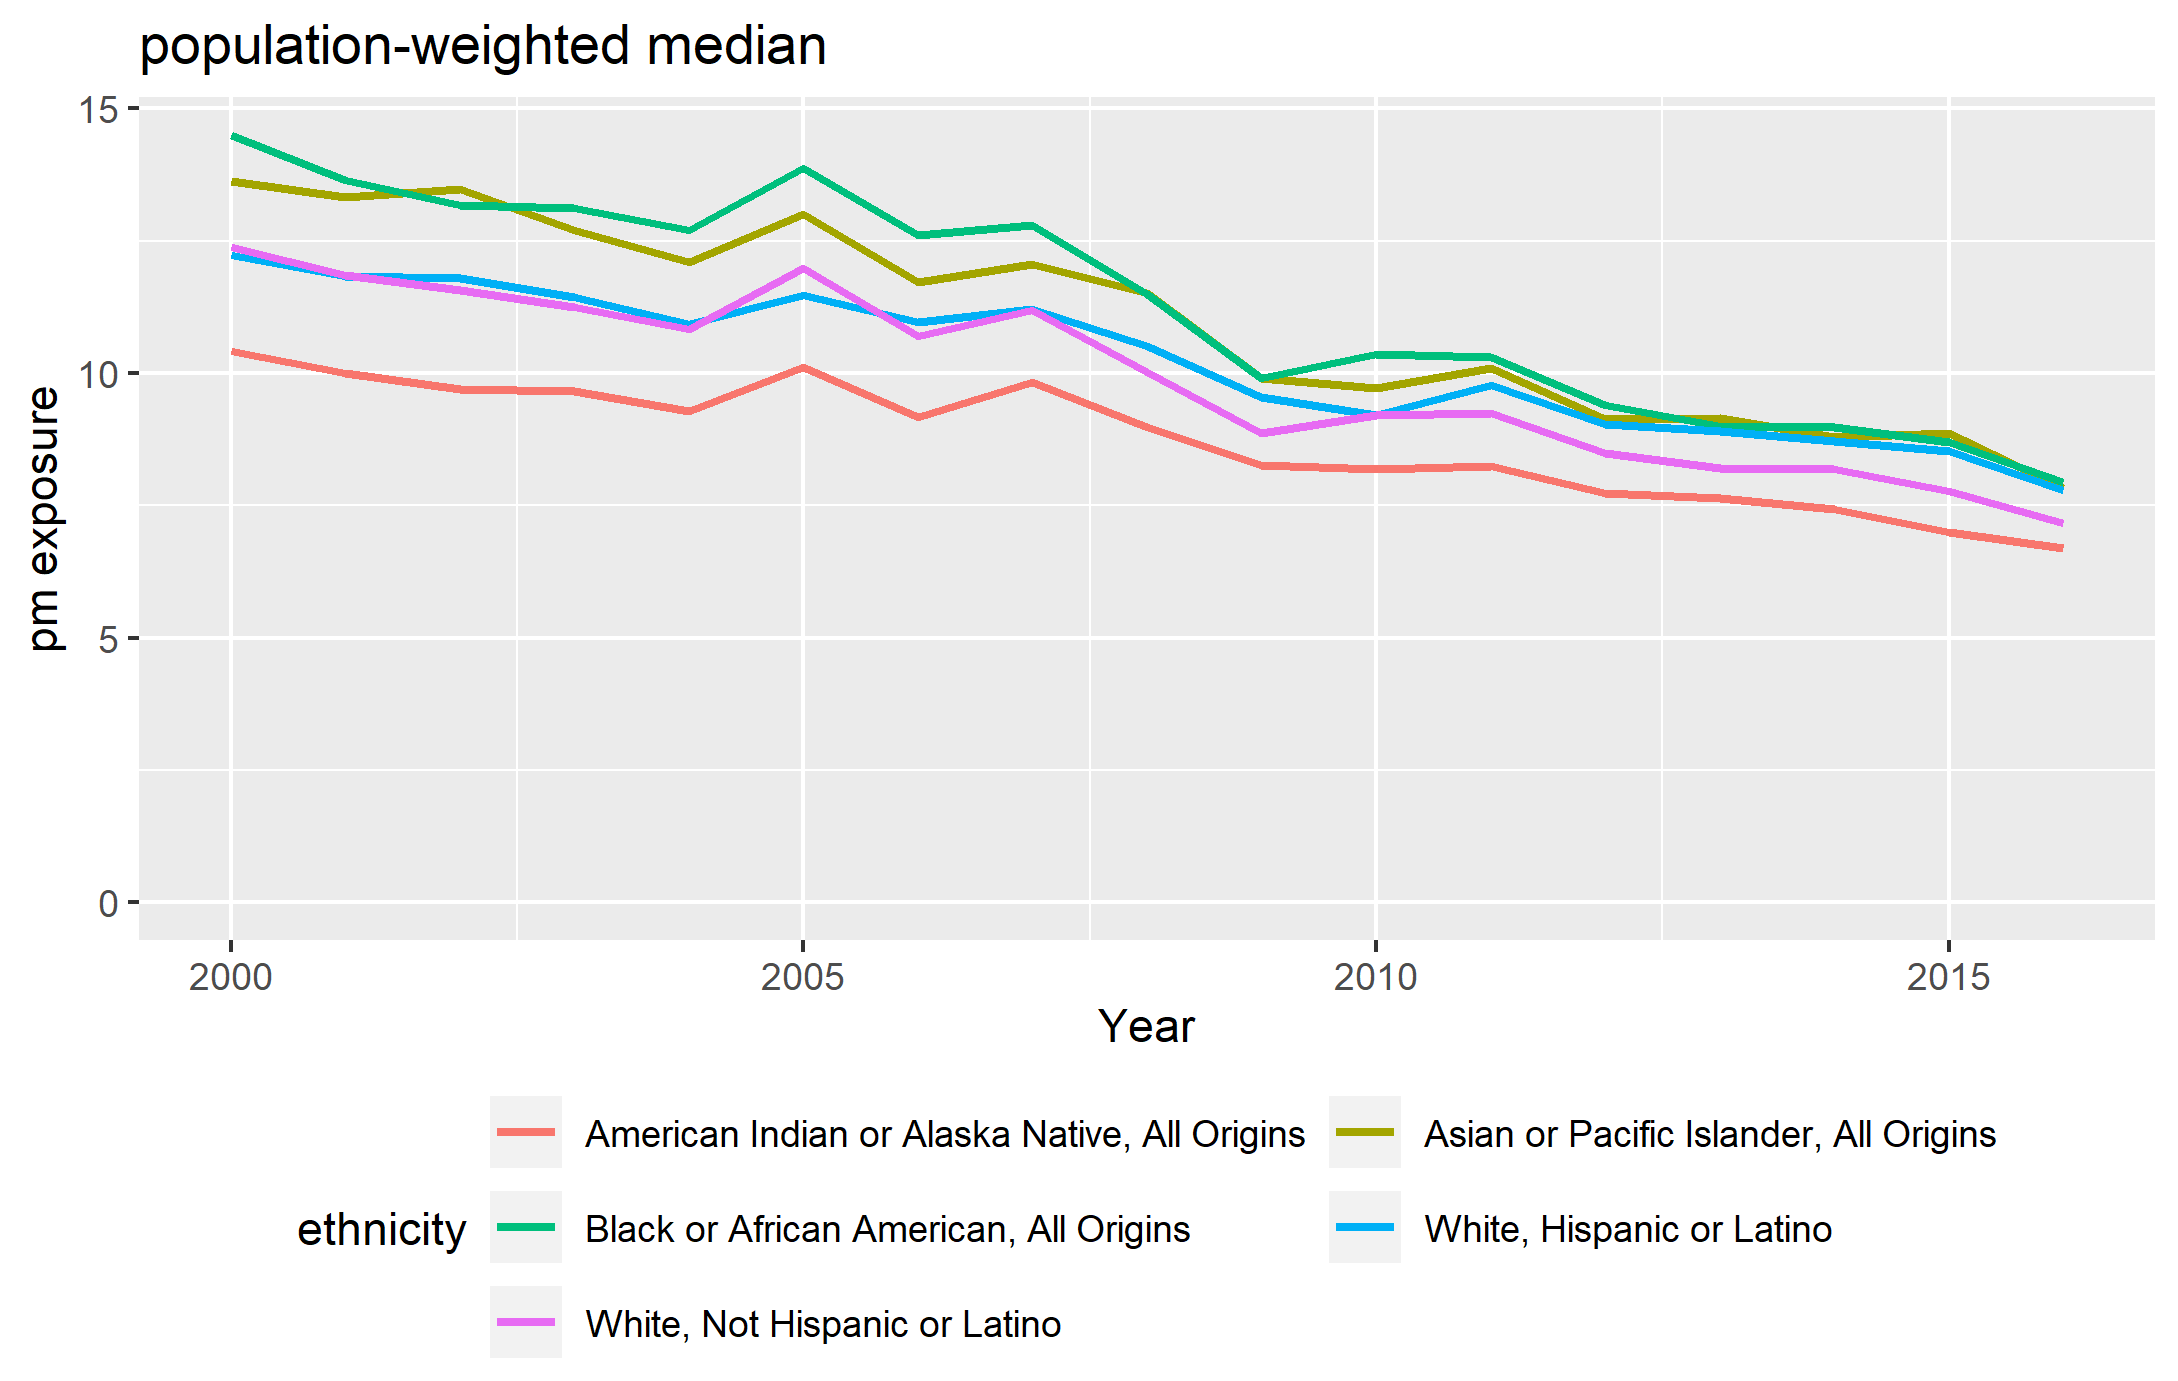 population-weighted median
15
10
5
0
pm exposure
2000 2005 2010 2015
Year
ethnicity
American Indian or Alaska Native, All Origins
Asian or Pacific Islander, All Origins
Black or African American, All Origins
White, Hispanic or Latino
White, Not Hispanic or Latino